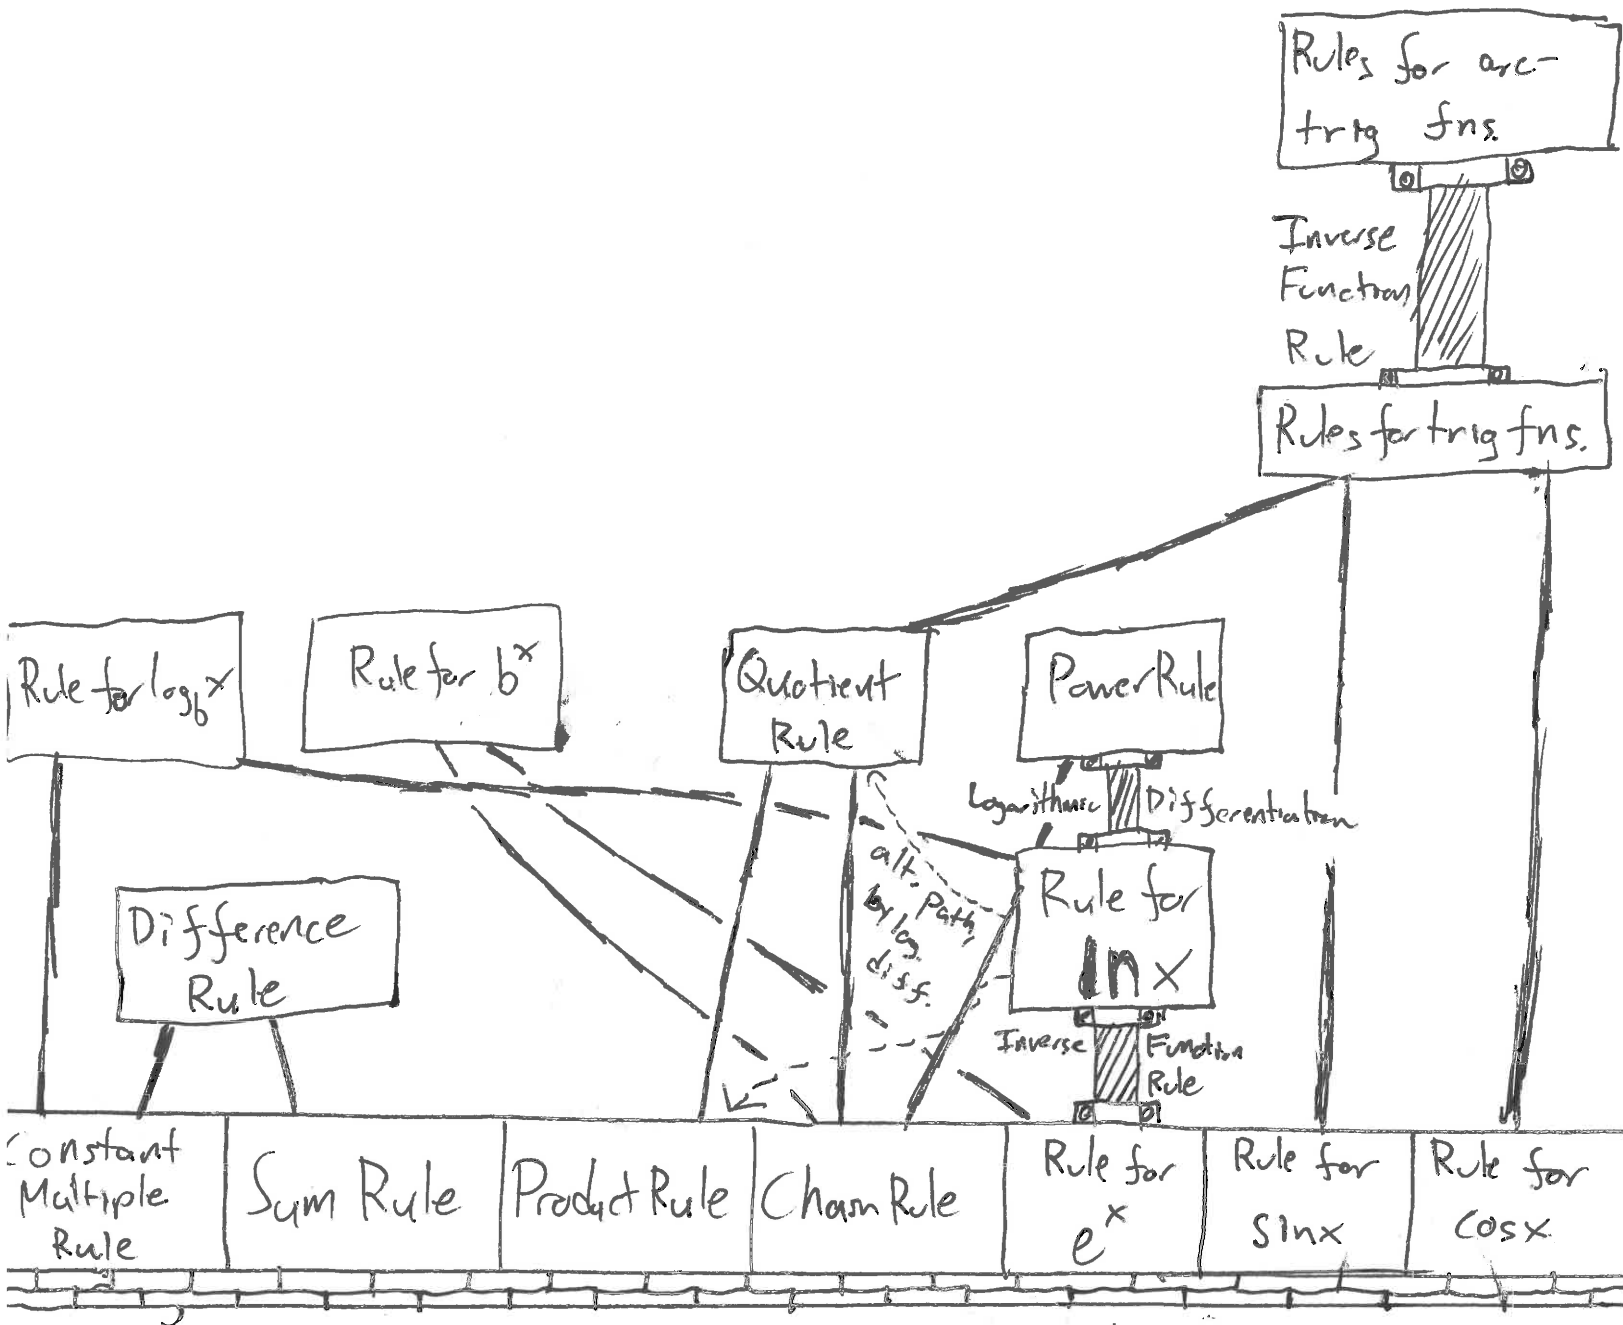 Rules for arc-
trig fns.
Inverse
Function
Rule
Rules for trig fns.
Rule for log_b x
Rule for b^x
Quotient
Rule
Power Rule
Logarithmic Differentiation
alt. path
by log.
diff.
Rule for
ln x
Difference
Rule
Inverse Function
Rule
Constant
Multiple
Rule
Sum Rule
Product Rule
Chain Rule
Rule for
e^x
Rule for
sinx
Rule for
cosx